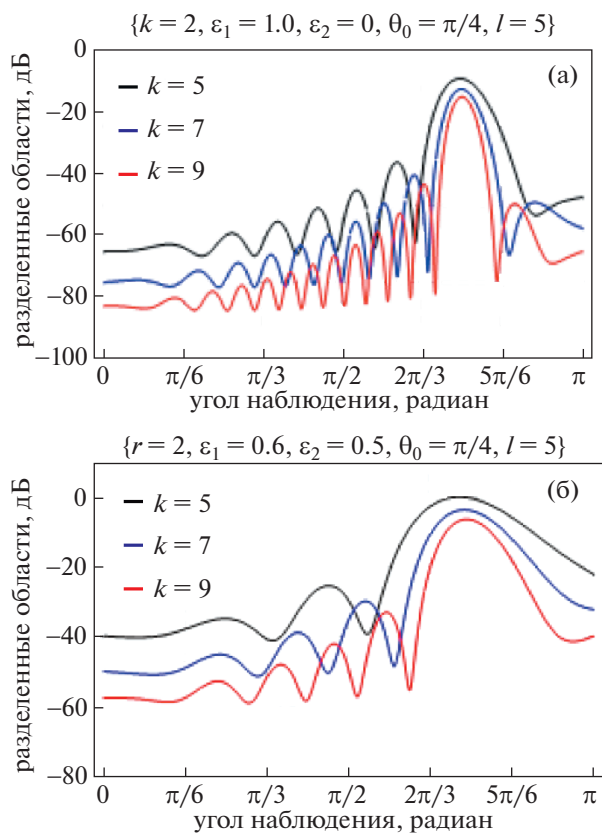 {k = 2, ε₁ = 1.0, ε₂ = 0, θ₀ = π/4, l = 5}
(а)
0
−20
−40
−60
−80
−100
разделенные области, дБ
k = 5
k = 7
k = 9
0 π/6 π/3 π/2 2π/3 5π/6 π
угол наблюдения, радиан
{r = 2, ε₁ = 0.6, ε₂ = 0.5, θ₀ = π/4, l = 5}
(б)
0
−20
−40
−60
−80
разделенные области, дБ
k = 5
k = 7
k = 9
0 π/6 π/3 π/2 2π/3 5π/6 π
угол наблюдения, радиан